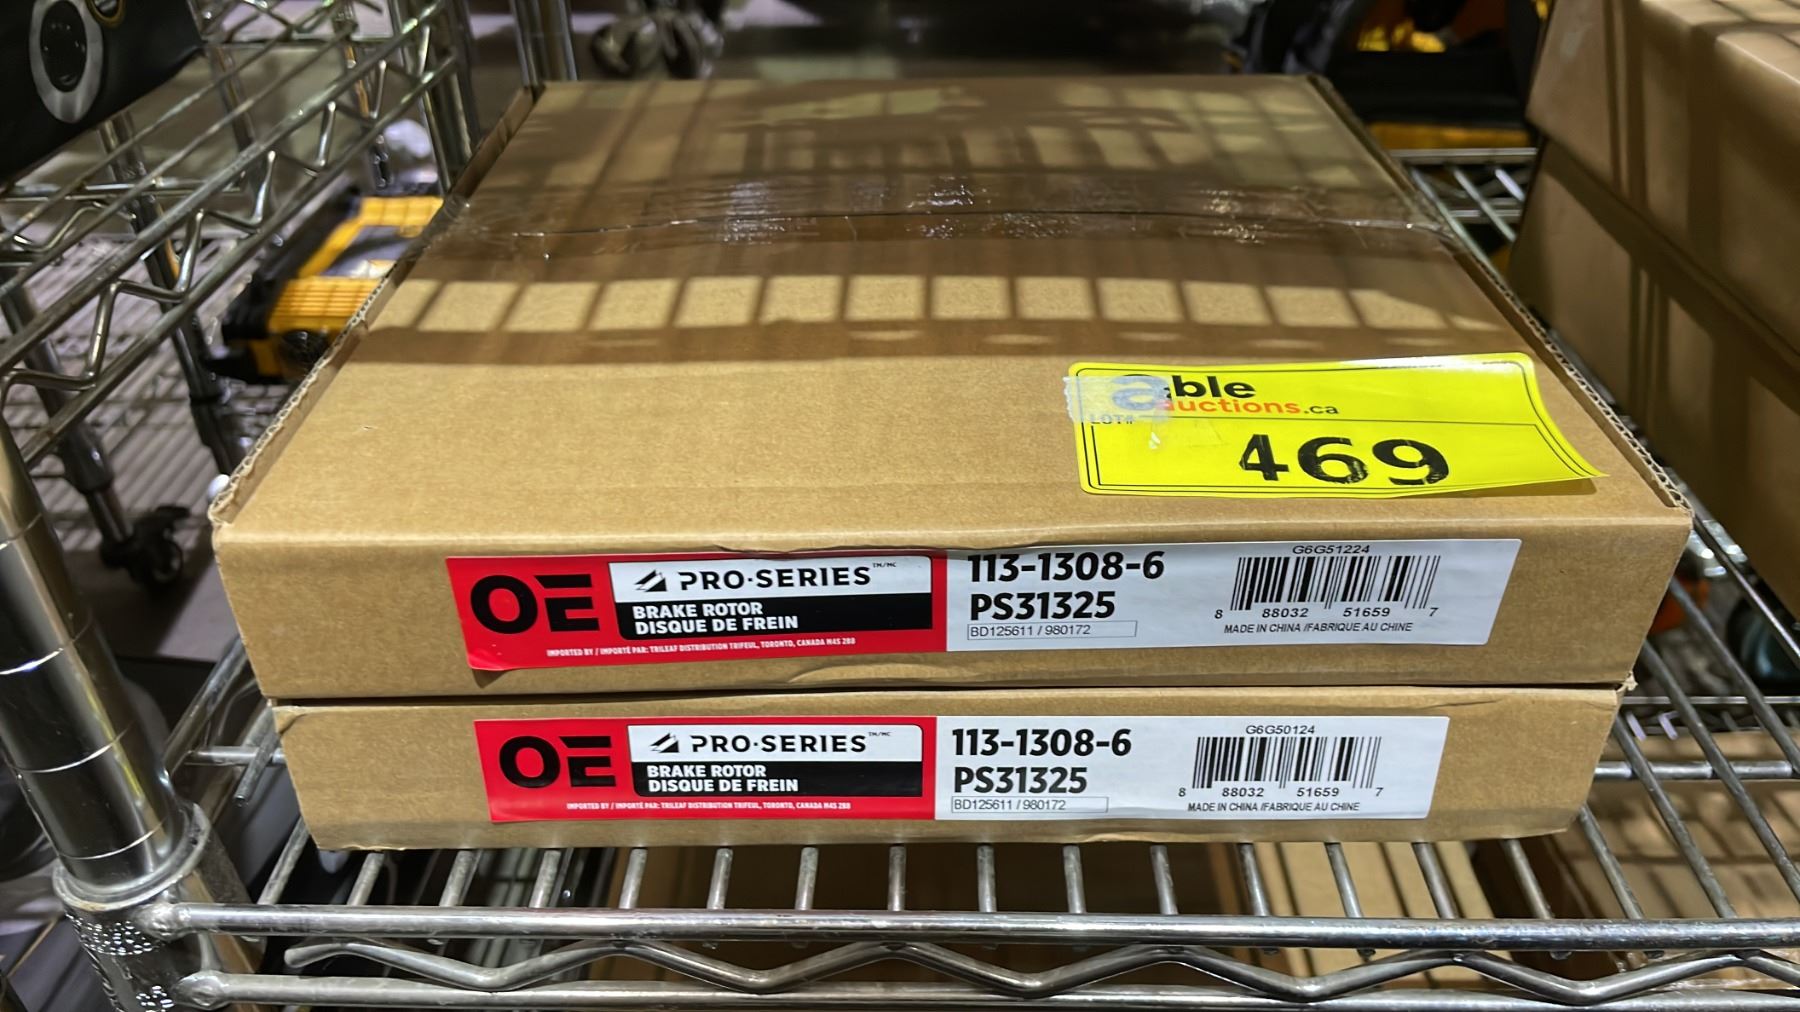 able
auctions.ca
LOT#
469
OE PRO·SERIES™/MC
BRAKE ROTOR
DISQUE DE FREIN
IMPORTED BY / IMPORTÉ PAR: TRILEAF DISTRIBUTION TRIFEUIL, TORONTO, CANADA M4S 2B8
113-1308-6
PS31325
BD125611 / 980172
G6G51224
8 88032 51659 7
MADE IN CHINA /FABRIQUE AU CHINE
OE PRO·SERIES™/MC
BRAKE ROTOR
DISQUE DE FREIN
IMPORTED BY / IMPORTÉ PAR: TRILEAF DISTRIBUTION TRIFEUIL, TORONTO, CANADA M4S 2B8
113-1308-6
PS31325
BD125611 / 980172
G6G50124
8 88032 51659 7
MADE IN CHINA /FABRIQUE AU CHINE